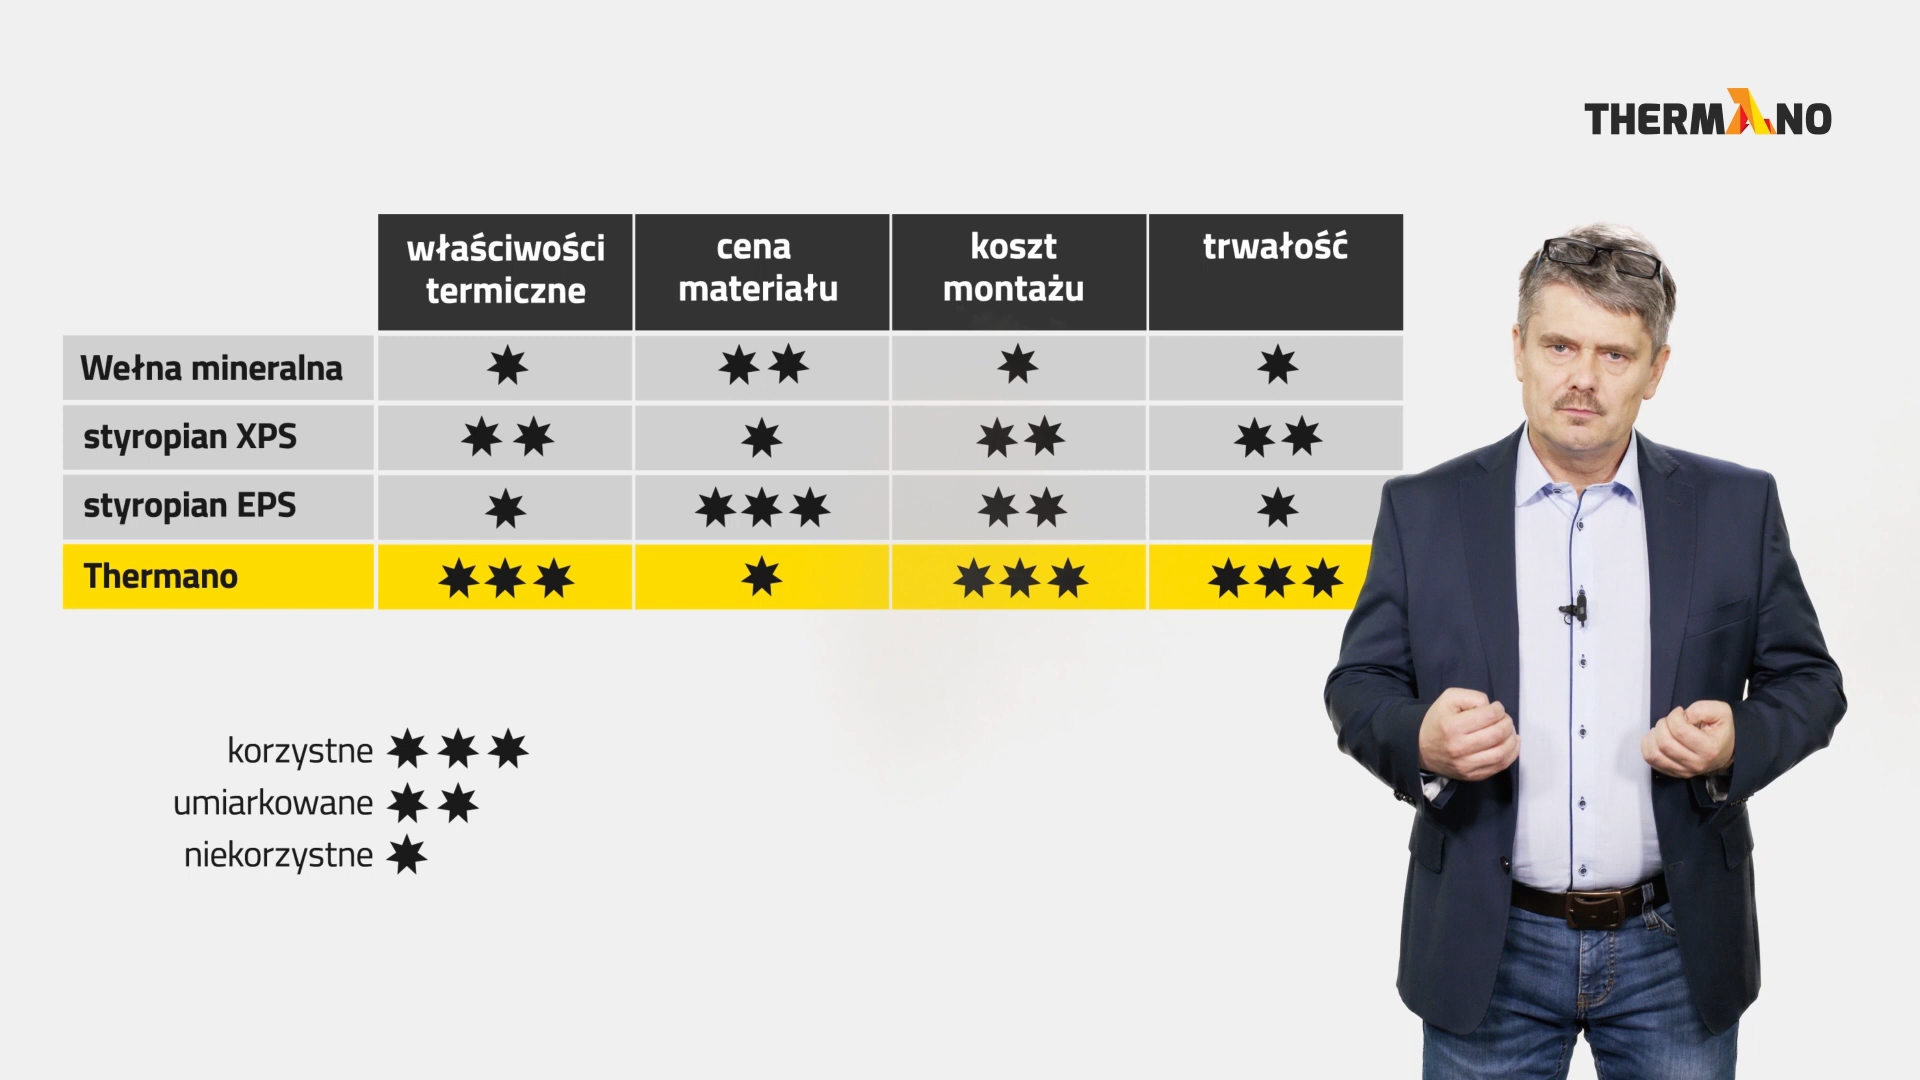 THERMANO
właściwości
termiczne
cena
materiału
koszt
montażu
trwałość
Wełna mineralna
styropian XPS
styropian EPS
Thermano
korzystne
umiarkowane
niekorzystne